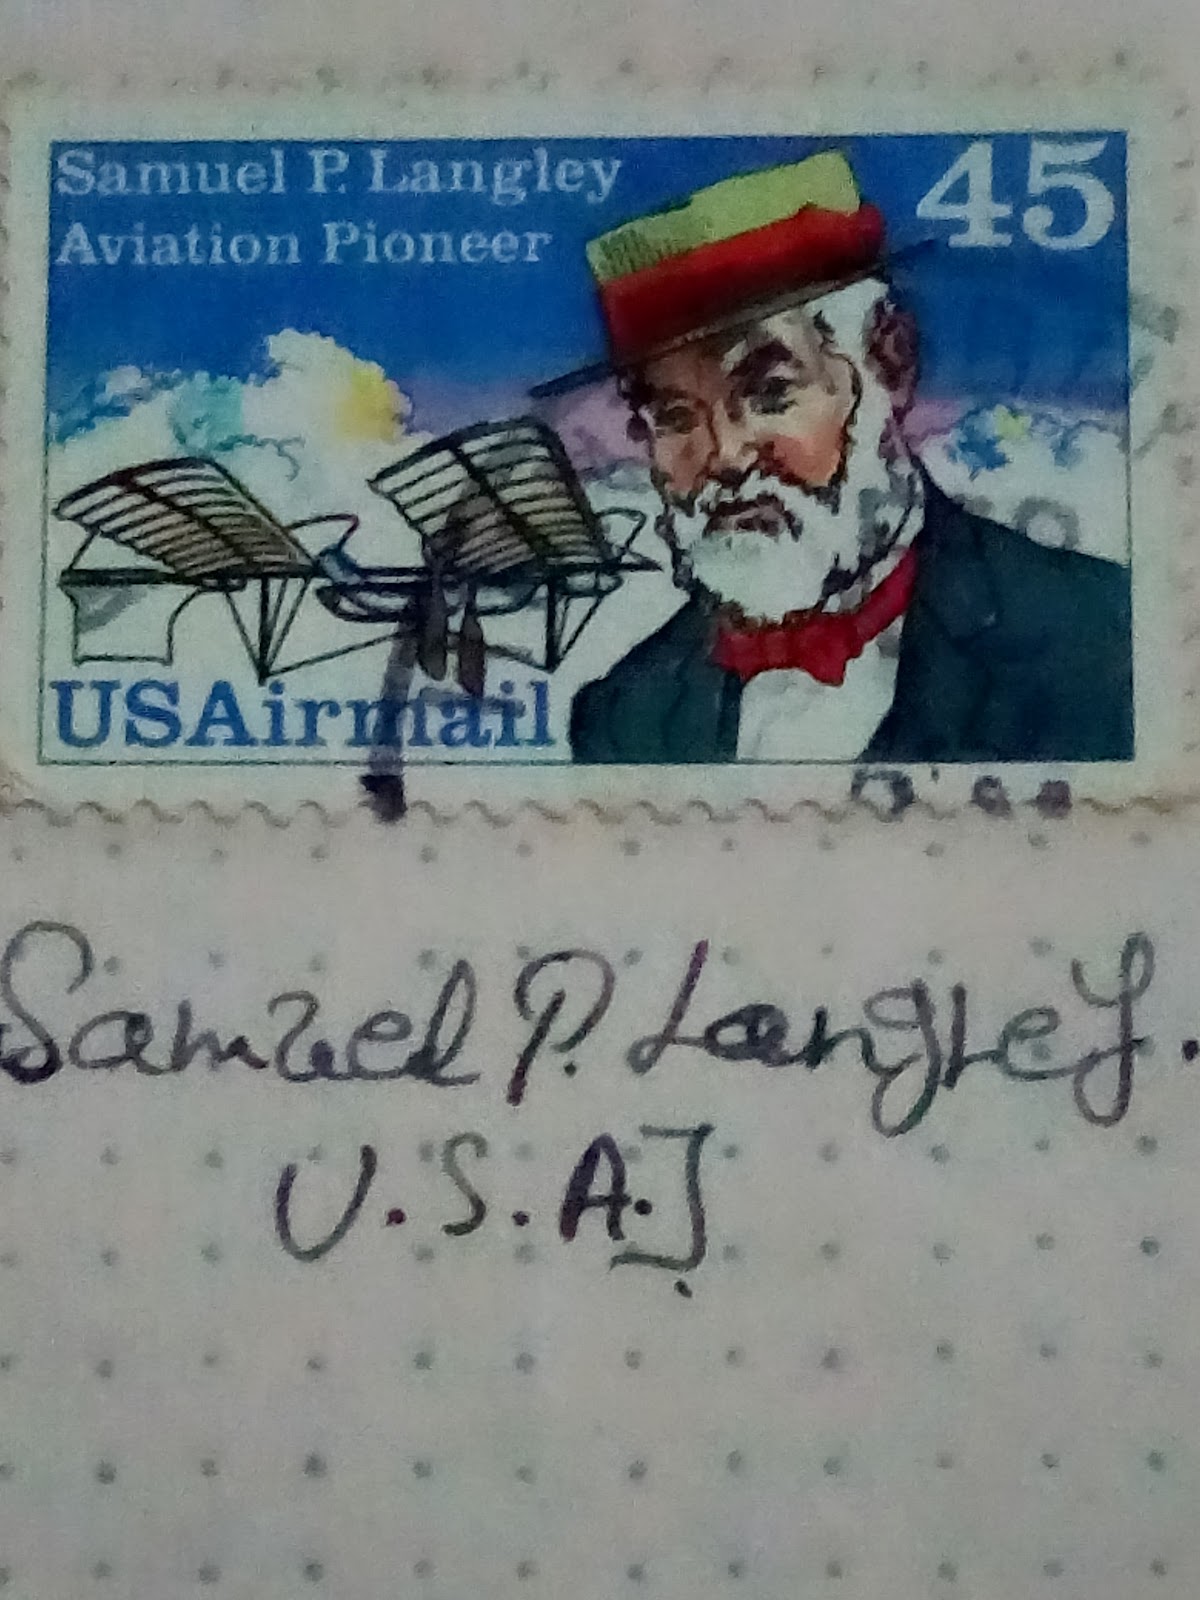 Samuel P. Langley
Aviation Pioneer
45
USAirmail
Samuel P. Langley.
U.S.A.]